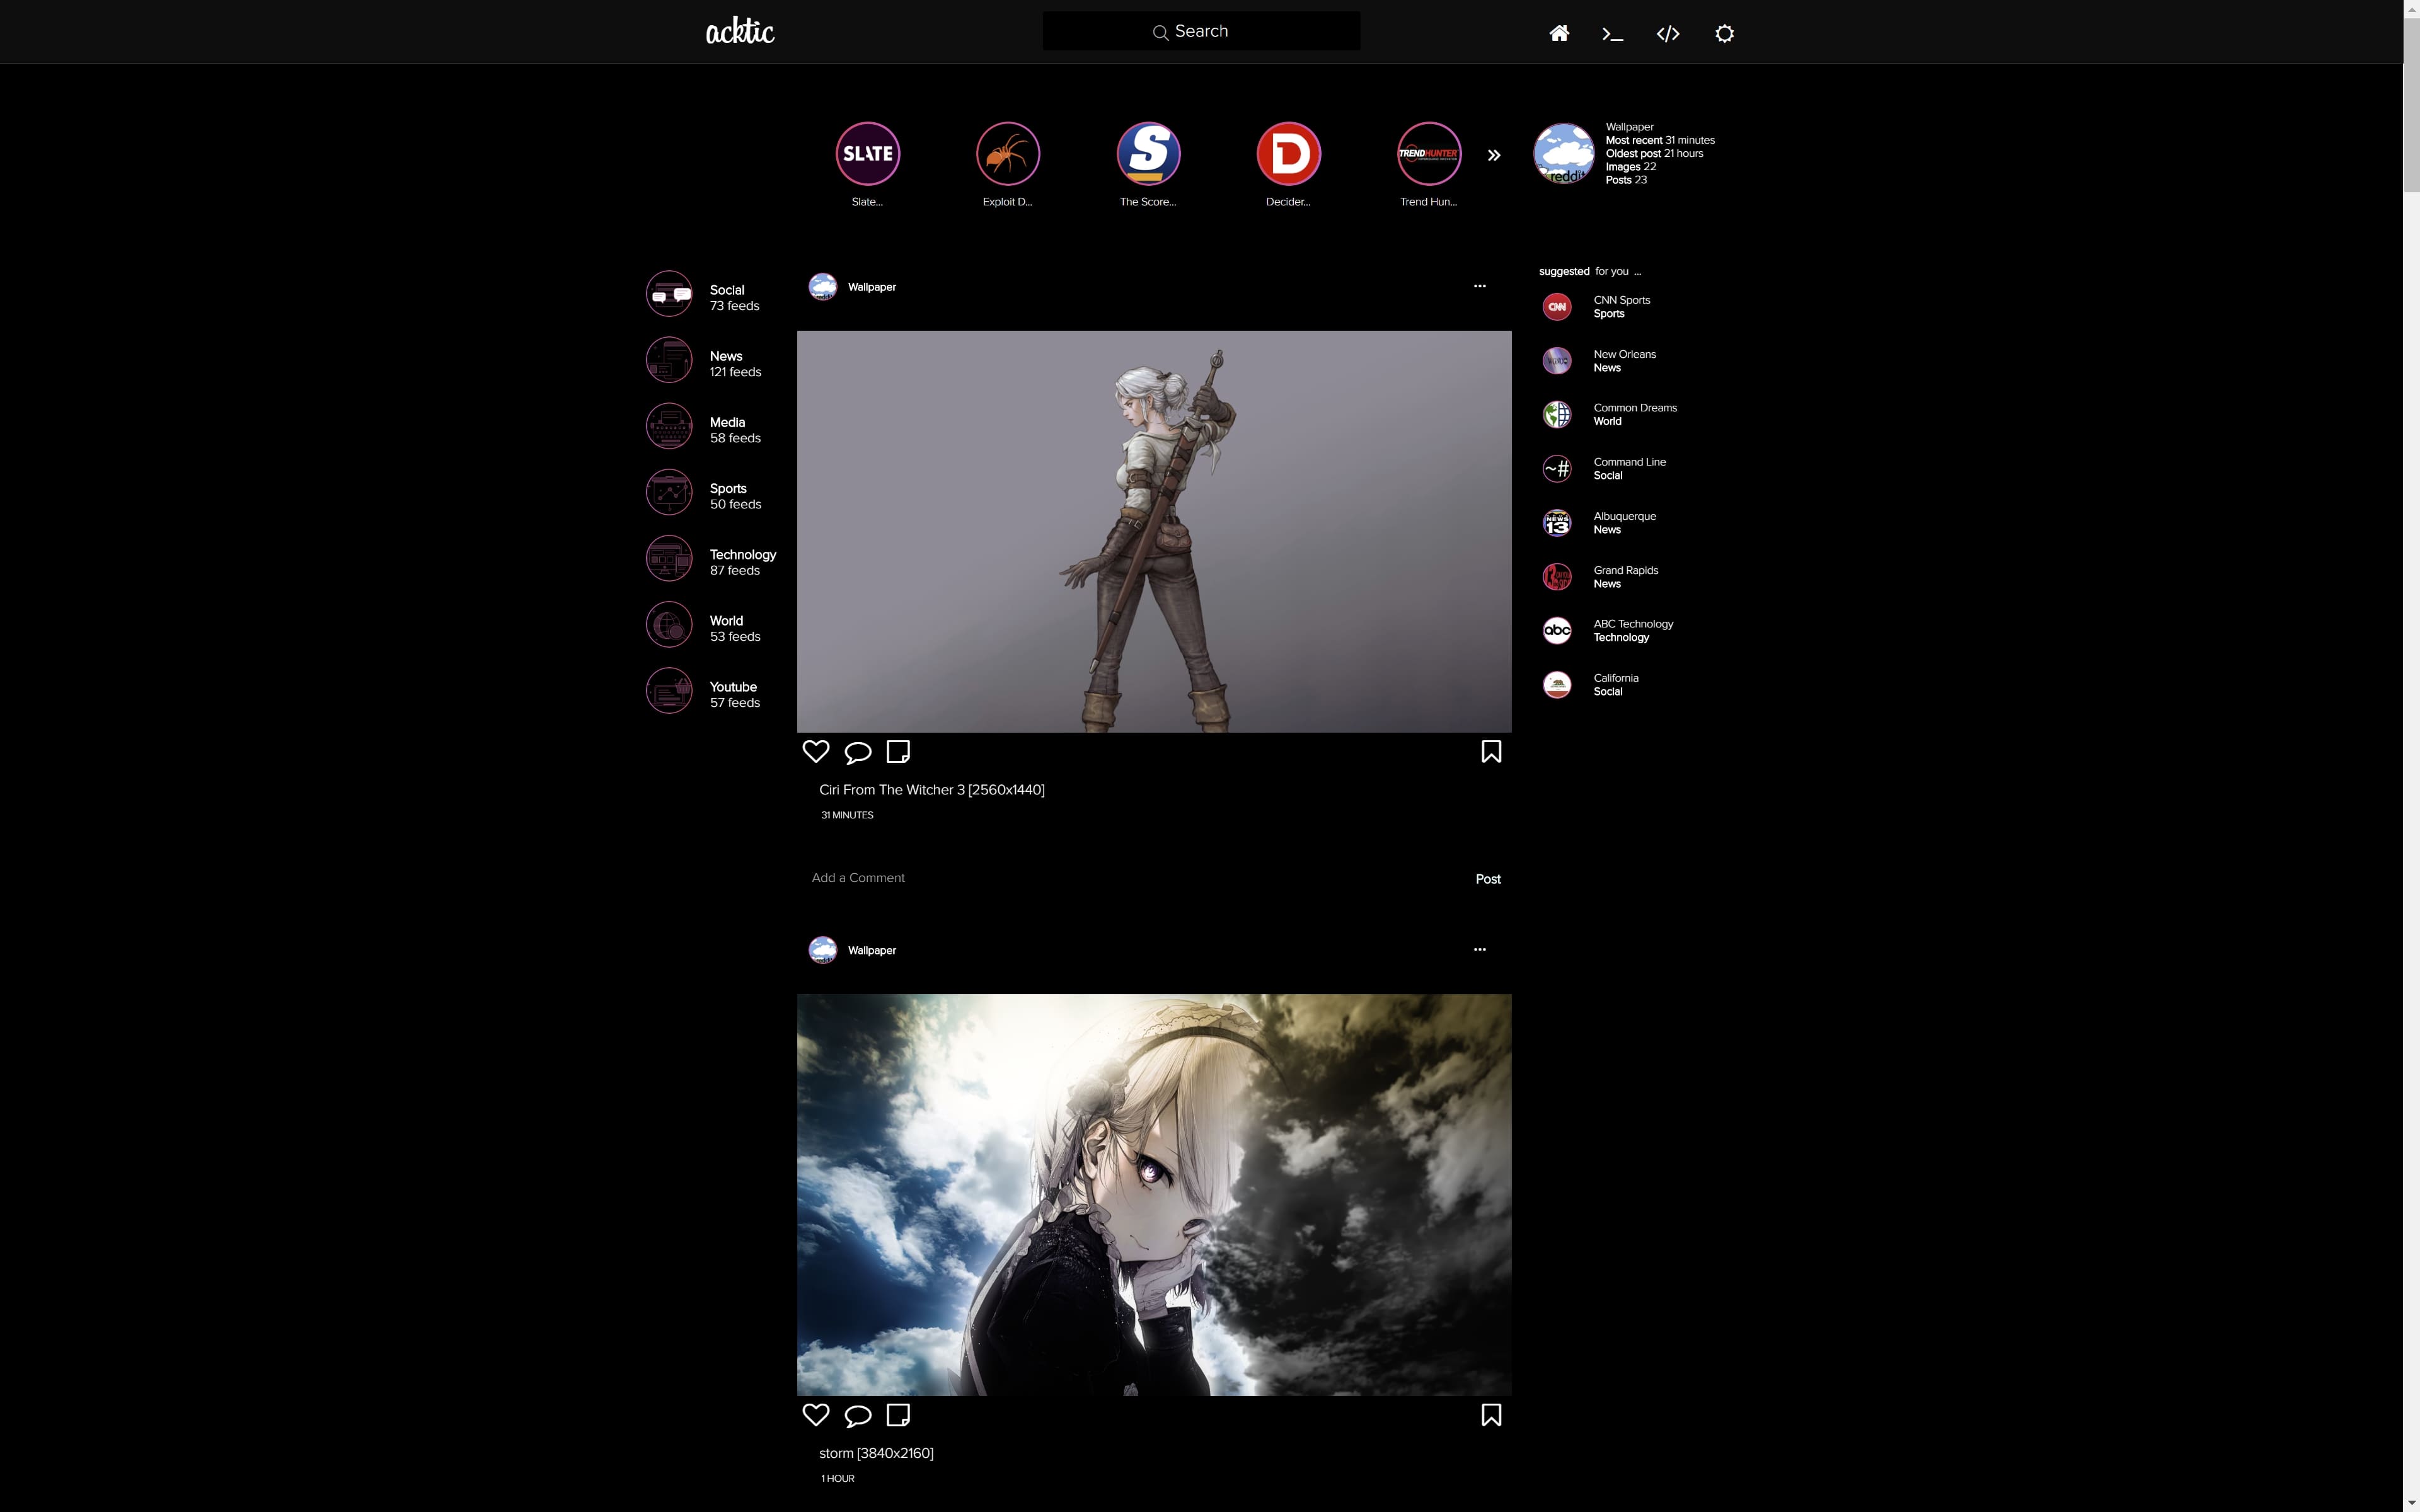 acktic
Search
SLATE
S
D
TRENDHUNTER
Slate...
Exploit D...
The Score...
Decider...
Trend Hun...
reddit
Wallpaper
Most recent 31 minutes
Oldest post 21 hours
Images 22
Posts 23
Social
73 feeds
News
121 feeds
Media
58 feeds
Sports
50 feeds
Technology
87 feeds
World
53 feeds
Youtube
57 feeds
Wallpaper
...
Ciri From The Witcher 3 [2560x1440]
31 MINUTES
Add a Comment
Post
Wallpaper
...
storm [3840x2160]
1 HOUR
suggested for you ...
CNN
CNN Sports
Sports
New Orleans
News
Common Dreams
World
~#
Command Line
Social
NEWS
13
Albuquerque
News
13
Grand Rapids
News
abc
ABC Technology
Technology
California
Social